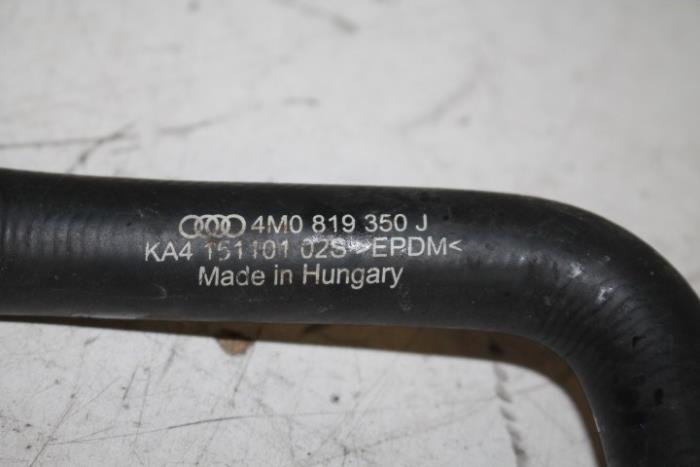 4M0 819 350 J
KA4 151101 02S >EPDM<
Made in Hungary